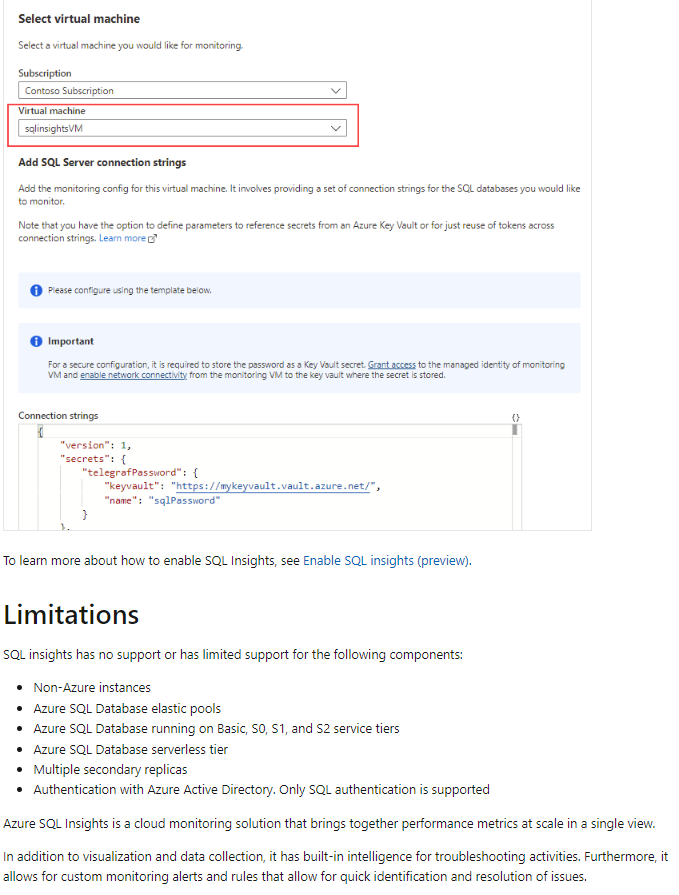 Select virtual machine
Select a virtual machine you would like for monitoring.
Subscription
Contoso Subscription
Virtual machine
sqlinsightsVM
Add SQL Server connection strings
Add the monitoring config for this virtual machine. It involves providing a set of connection strings for the SQL databases you would like
to monitor.
Note that you have the option to define parameters to reference secrets from an Azure Key Vault or for just reuse of tokens across
connection strings. Learn more
Please configure using the template below.
Important
For a secure configuration, it is required to store the password as a Key Vault secret. Grant access to the managed identity of monitoring
VM and enable network connectivity from the monitoring VM to the key vault where the secret is stored.
Connection strings {}
{
"version": 1,
"secrets": {
"telegrafPassword": {
"keyvault": "https://mykeyvault.vault.azure.net/",
"name": "sqlPassword"
}
},
To learn more about how to enable SQL Insights, see Enable SQL insights (preview).
Limitations
SQL insights has no support or has limited support for the following components:
• Non-Azure instances
• Azure SQL Database elastic pools
• Azure SQL Database running on Basic, S0, S1, and S2 service tiers
• Azure SQL Database serverless tier
• Multiple secondary replicas
• Authentication with Azure Active Directory. Only SQL authentication is supported
Azure SQL Insights is a cloud monitoring solution that brings together performance metrics at scale in a single view.
In addition to visualization and data collection, it has built-in intelligence for troubleshooting activities. Furthermore, it
allows for custom monitoring alerts and rules that allow for quick identification and resolution of issues.